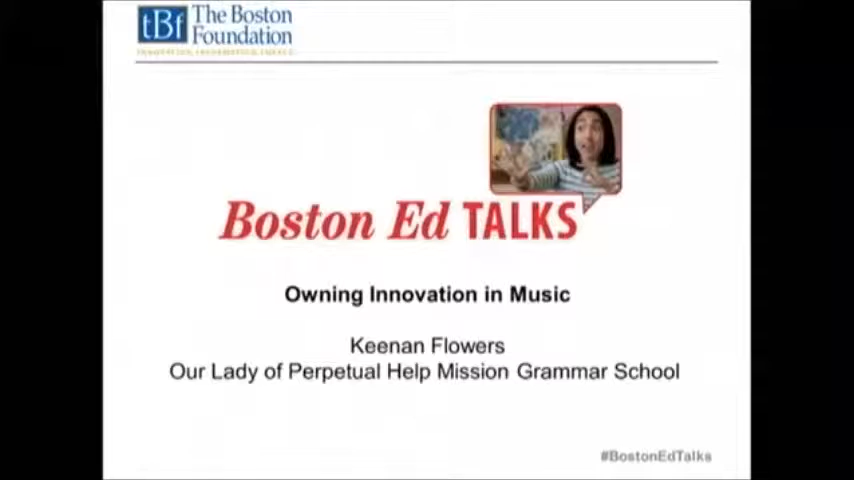 tBf The Boston
Foundation
Boston Ed TALKS
Owning Innovation in Music
Keenan Flowers
Our Lady of Perpetual Help Mission Grammar School
#BostonEdTalks